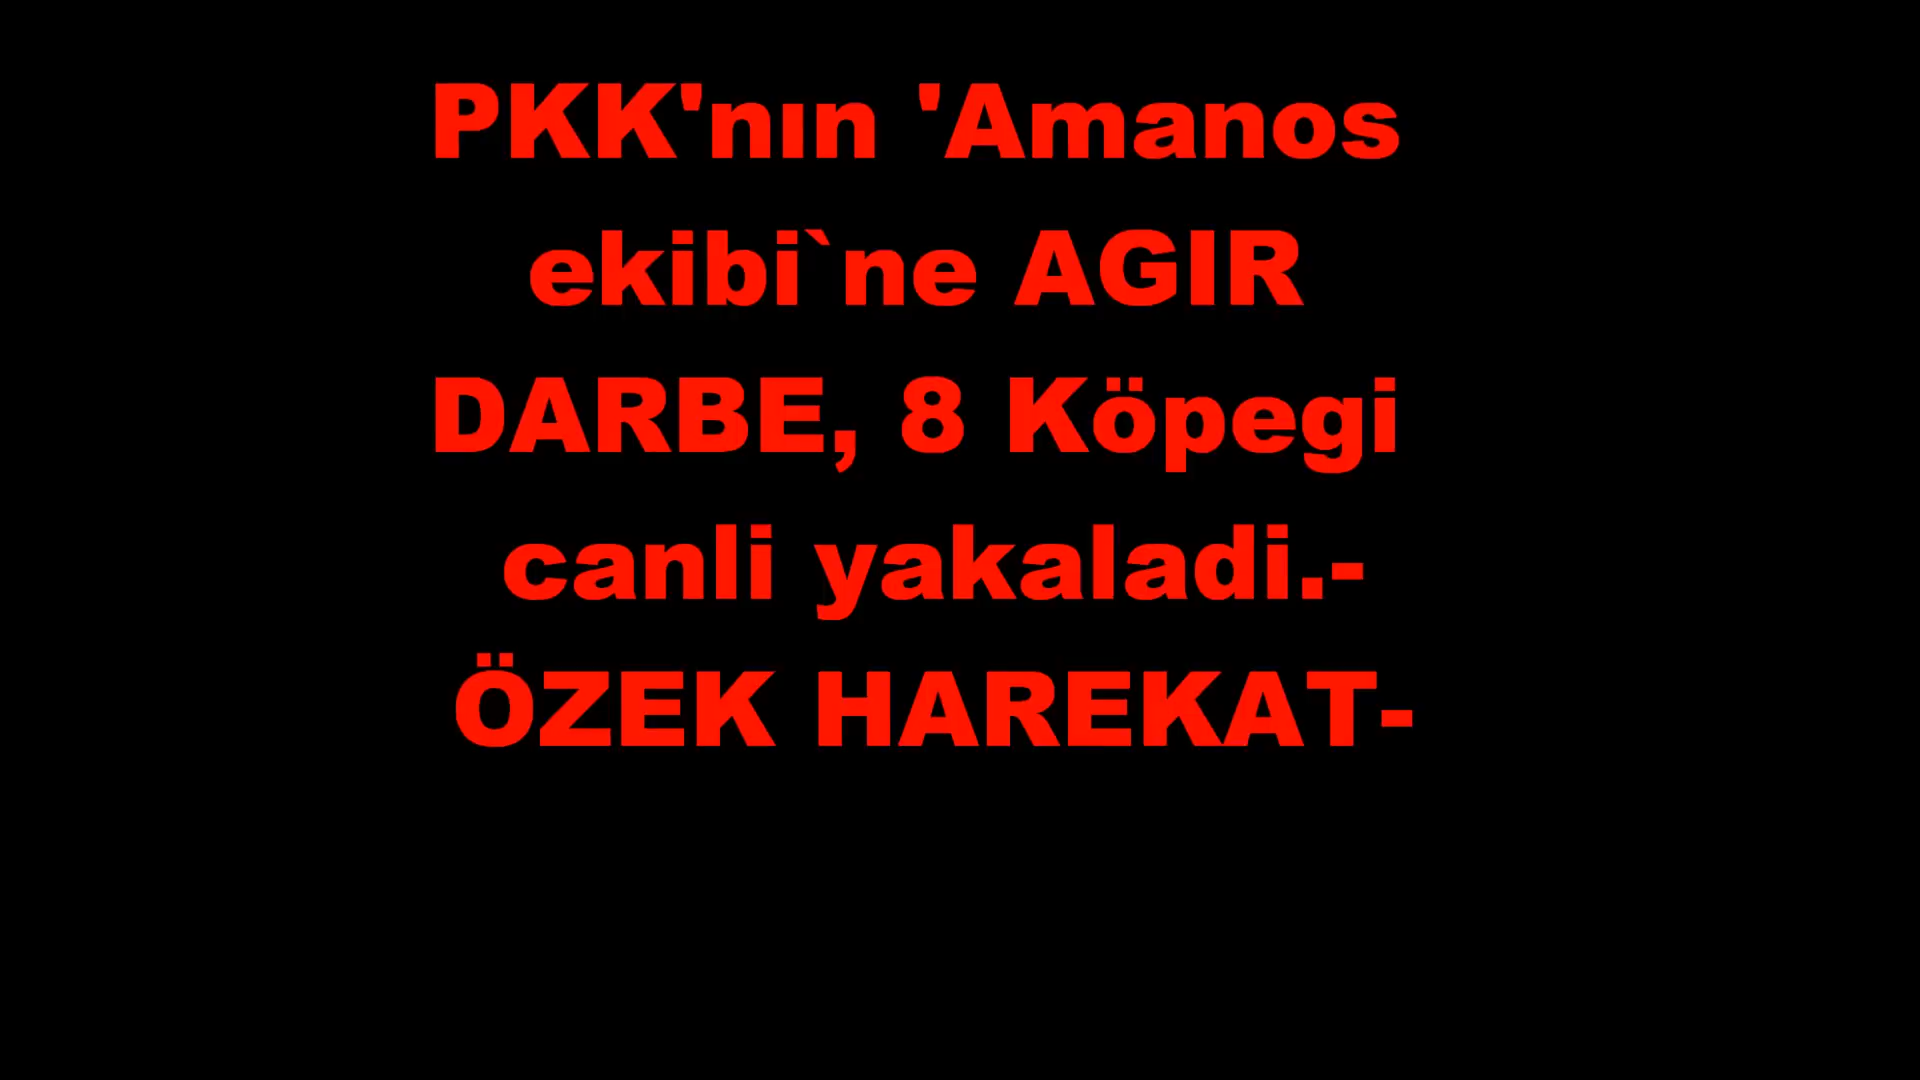 PKK'nın 'Amanos
ekibi`ne AGIR
DARBE, 8 Köpegi
canli yakaladi.-
ÖZEK HAREKAT-